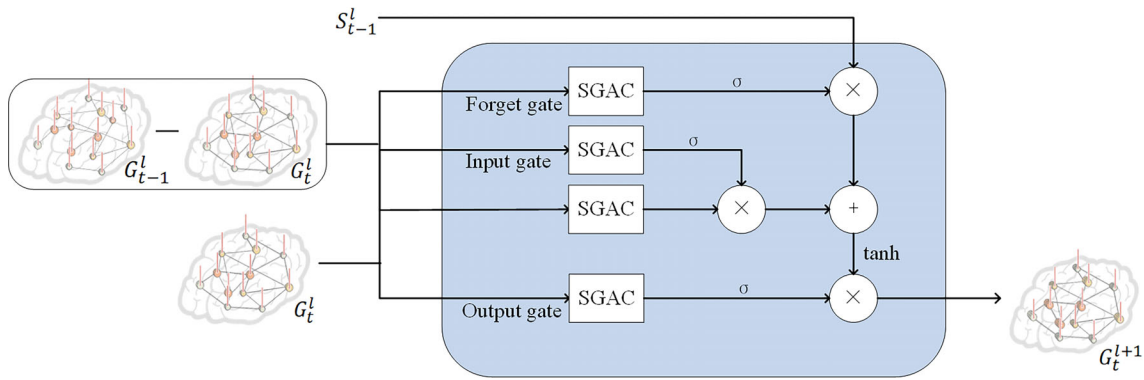 S_{t-1}^l
Forget gate SGAC σ ×
G_{t-1}^l − G_t^l
Input gate SGAC σ
SGAC × +
tanh
G_t^l
Output gate SGAC σ ×
G_t^{l+1}